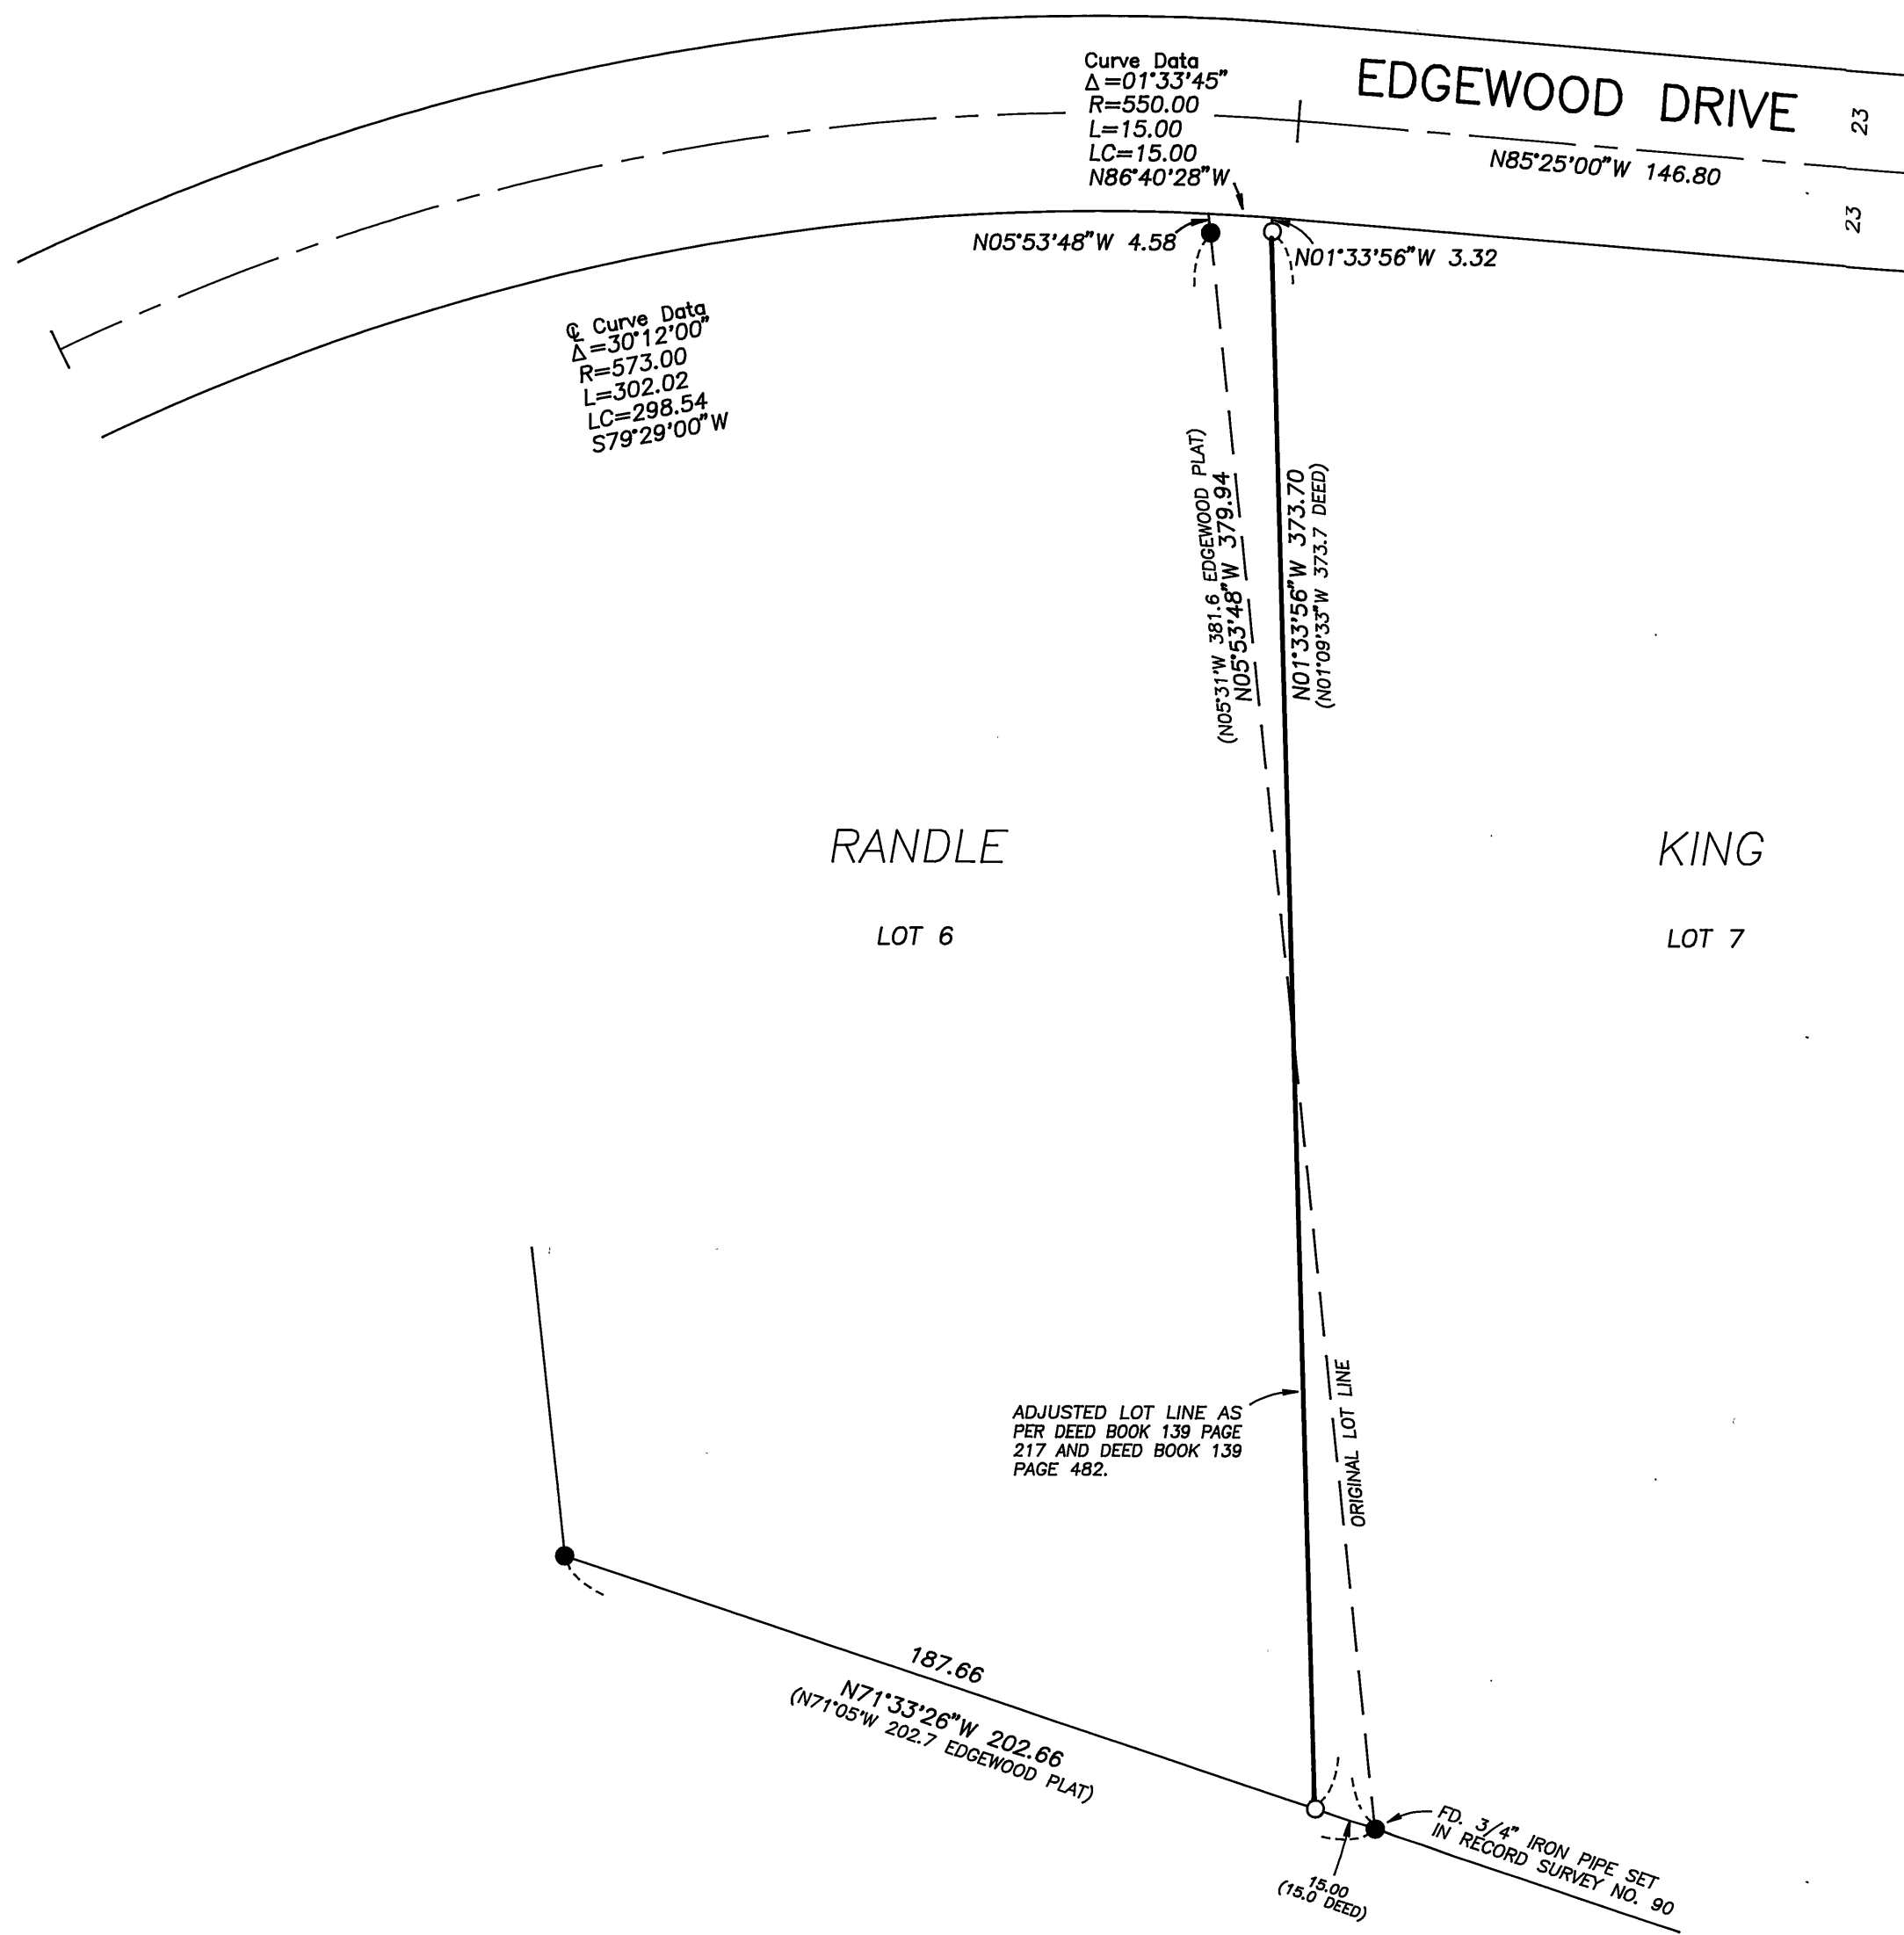 Curve Data
Δ=01°33'45"
R=550.00
L=15.00
LC=15.00
N86°40'28"W
EDGEWOOD DRIVE
23
N85°25'00"W 146.80
23
N05°53'48"W 4.58
N01°33'56"W 3.32
℄ Curve Data
Δ=30°12'00"
R=573.00
L=302.02
LC=298.54
S79°29'00"W
(N05°31'W 381.6 EDGEWOOD PLAT)
N05°53'48"W 379.94
N01°33'56"W 373.70
(N01°09'33"W 373.7 DEED)
RANDLE
LOT 6
KING
LOT 7
ADJUSTED LOT LINE AS
PER DEED BOOK 139 PAGE
217 AND DEED BOOK 139
PAGE 482.
ORIGINAL LOT LINE
187.66
N71°33'26"W 202.66
(N71°05'W 202.7 EDGEWOOD PLAT)
FD. 3/4" IRON PIPE SET
IN RECORD SURVEY NO. 90
15.00
(15.0 DEED)